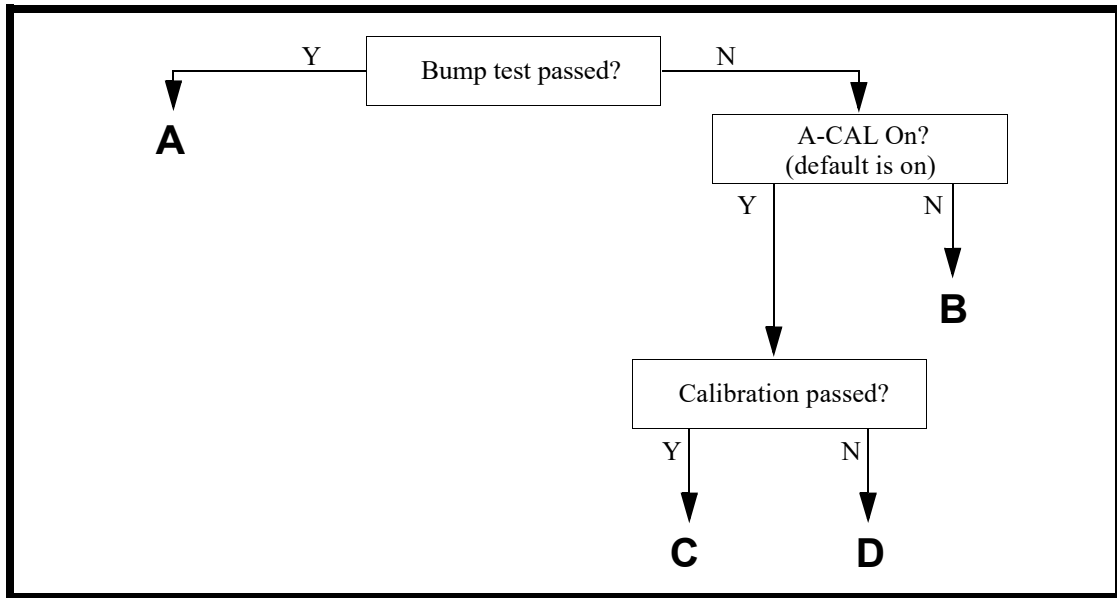 Y
Bump test passed?
N
A
A-CAL On?
(default is on)
Y
N
B
Calibration passed?
Y
N
C
D